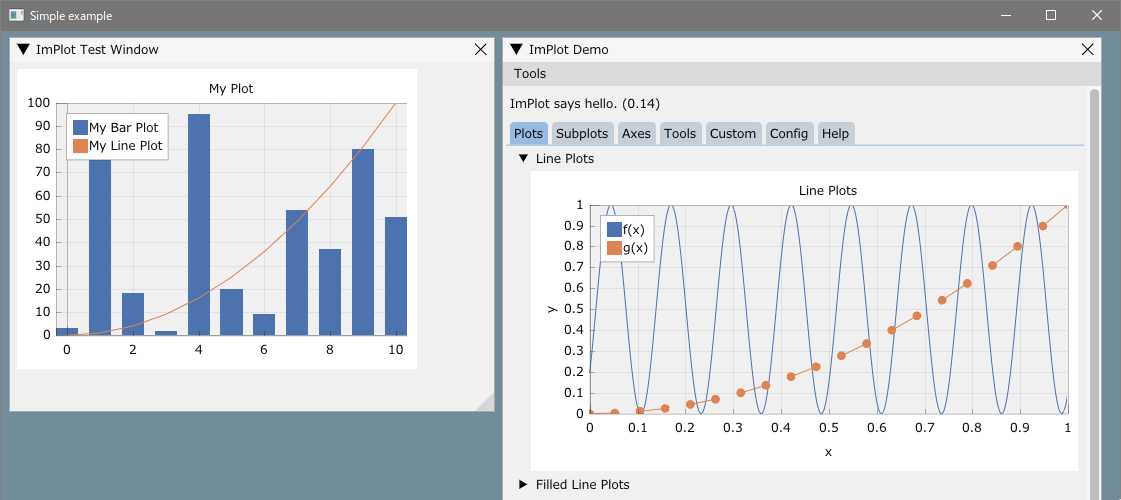 Simple example
ImPlot Test Window
My Plot
100
90
80
70
60
50
40
30
20
10
0
My Bar Plot
My Line Plot
0 2 4 6 8 10
ImPlot Demo
Tools
ImPlot says hello. (0.14)
Plots Subplots Axes Tools Custom Config Help
Line Plots
Line Plots
1
0.9
0.8
0.7
0.6
0.5
0.4
0.3
0.2
0.1
0
y
f(x)
g(x)
0 0.1 0.2 0.3 0.4 0.5 0.6 0.7 0.8 0.9 1
x
Filled Line Plots